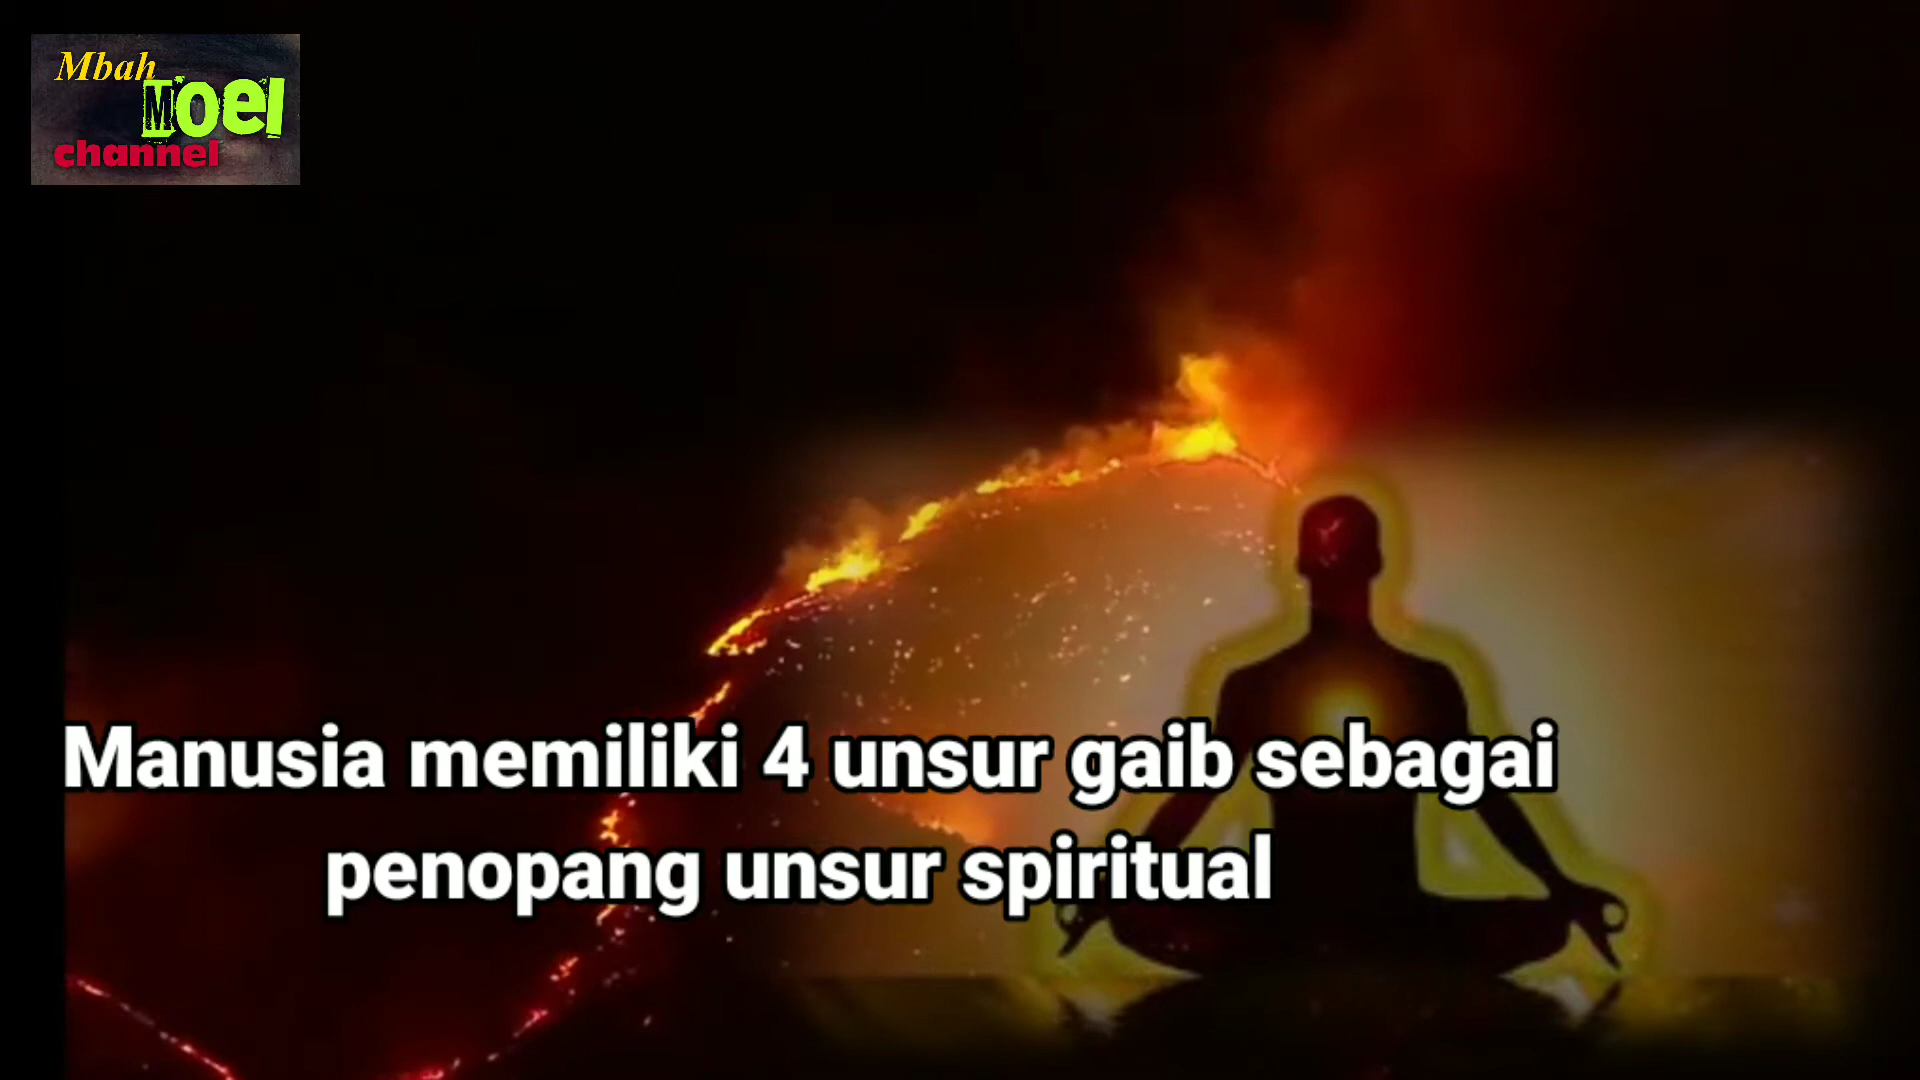 Mbah
Moel
channel
Manusia memiliki 4 unsur gaib sebagai
penopang unsur spiritual